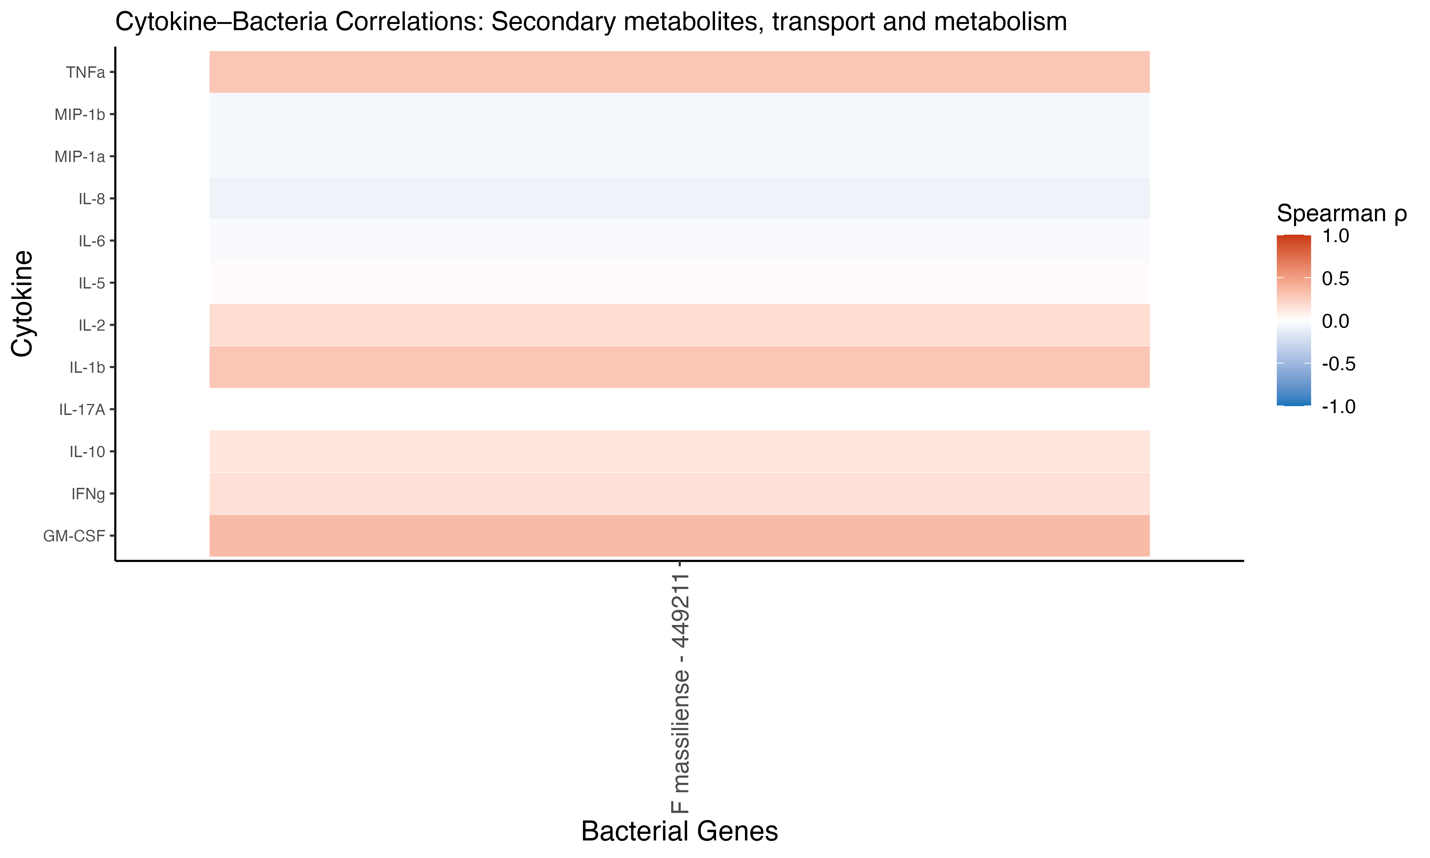 Cytokine–Bacteria Correlations: Secondary metabolites, transport and metabolism
Cytokine
TNFa
MIP-1b
MIP-1a
IL-8
IL-6
IL-5
IL-2
IL-1b
IL-17A
IL-10
IFNg
GM-CSF
F massiliense - 449211
Bacterial Genes
Spearman ρ
1.0
0.5
0.0
-0.5
-1.0